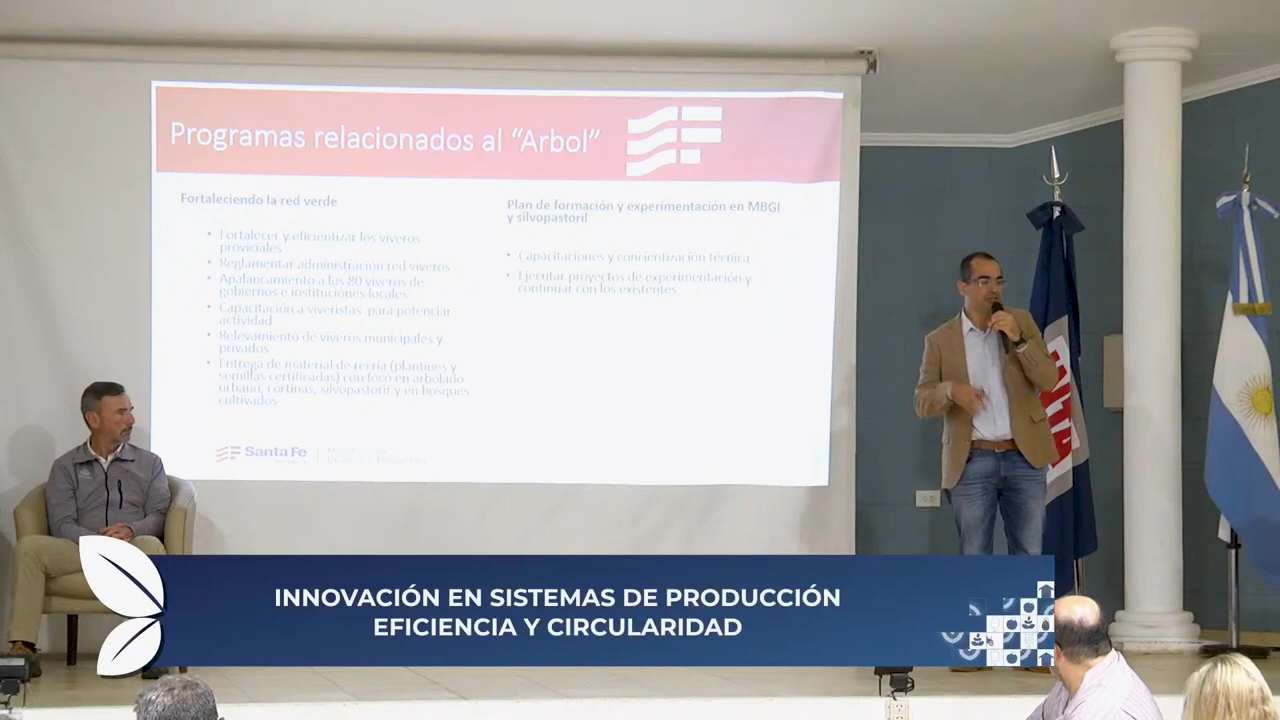 Programas relacionados al “Arbol”
Fortaleciendo la red verde
Fortalecer y eficientizar los viveros
proviciales
Reglamentar administración red viveros
Apalancamiento a los 80 viveros de
gobiernos e instituciones locales.
Capacitación a viveristas para potenciar
actividad
Relevamiento de viveros municipales y
privados
Entrega de material de recría (plantines y
semillas certificadas) con foco en arbolado
urbano, cortinas, silvopastoril y en bosques
cultivados
Plan de formación y experimentación en MBGI
y silvopastoril
Capacitaciones y concientización técnica
Ejecutar proyectos de experimentación y
continuar con los existentes
Santa Fe
INNOVACIÓN EN SISTEMAS DE PRODUCCIÓN
EFICIENCIA Y CIRCULARIDAD